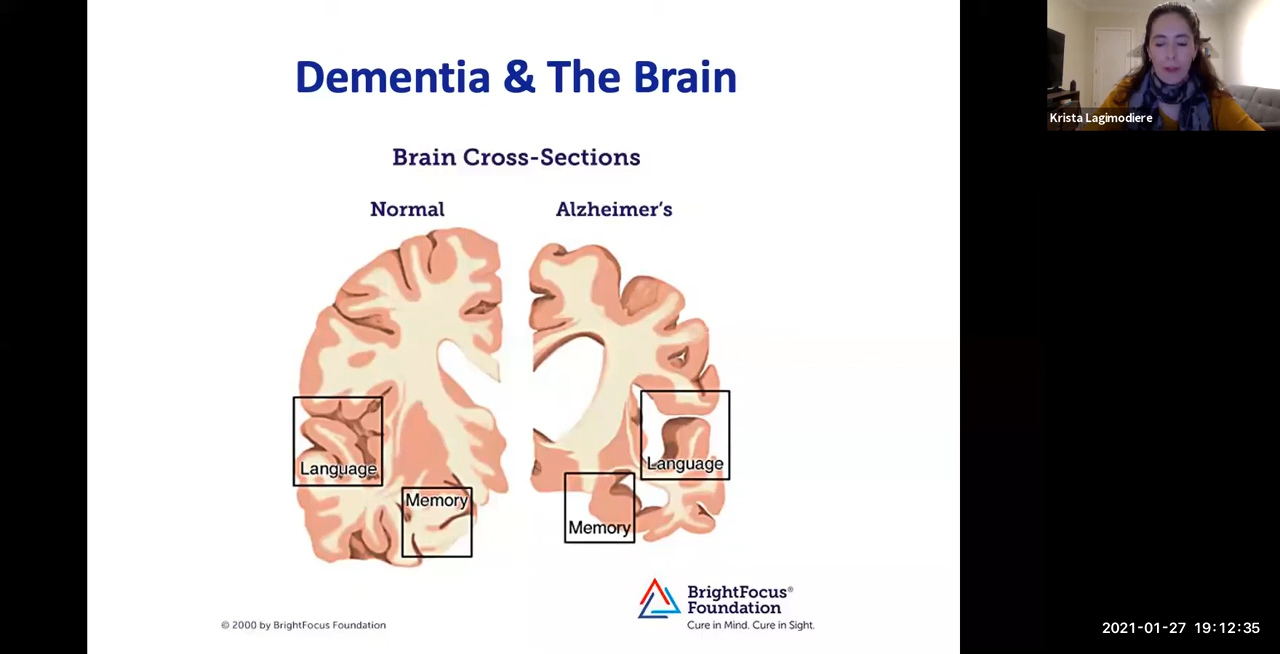 Dementia & The Brain
Krista Lagimodiere
Brain Cross-Sections
Normal
Alzheimer's
Language
Memory
Language
Memory
BrightFocus®
Foundation
Cure in Mind. Cure in Sight.
© 2000 by BrightFocus Foundation
2021-01-27 19:12:35